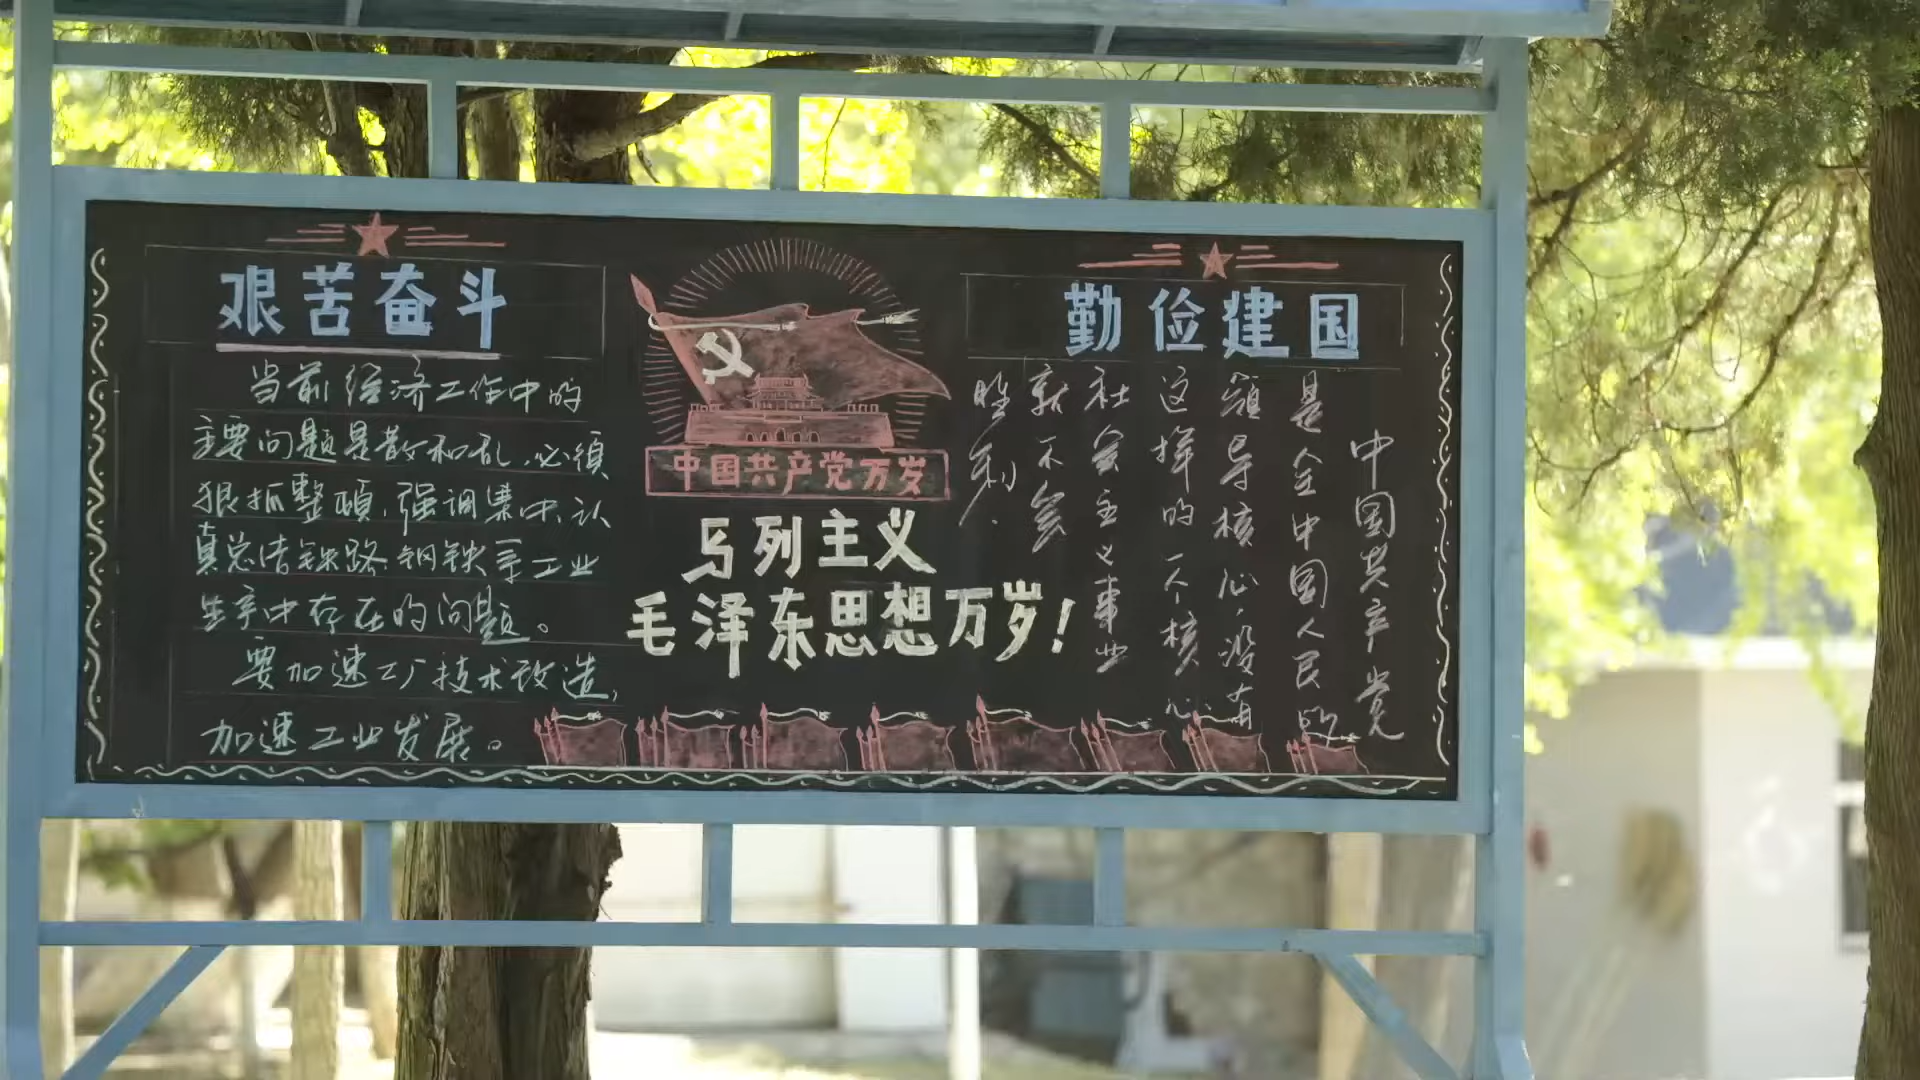 艰苦奋斗
当前经济工作中的
主要问题是散和乱，必须
狠抓整顿，强调集中，认
真总结铁路钢铁等工业
生产中存在的问题。
要加速工厂技术改造，
加速工业发展。
中国共产党万岁
马列主义
毛泽东思想万岁！
勤俭建国
中国共产党
是全中国人民的
领导核心，没有
这样的一个核心
社会主义事业
就不会
胜利．